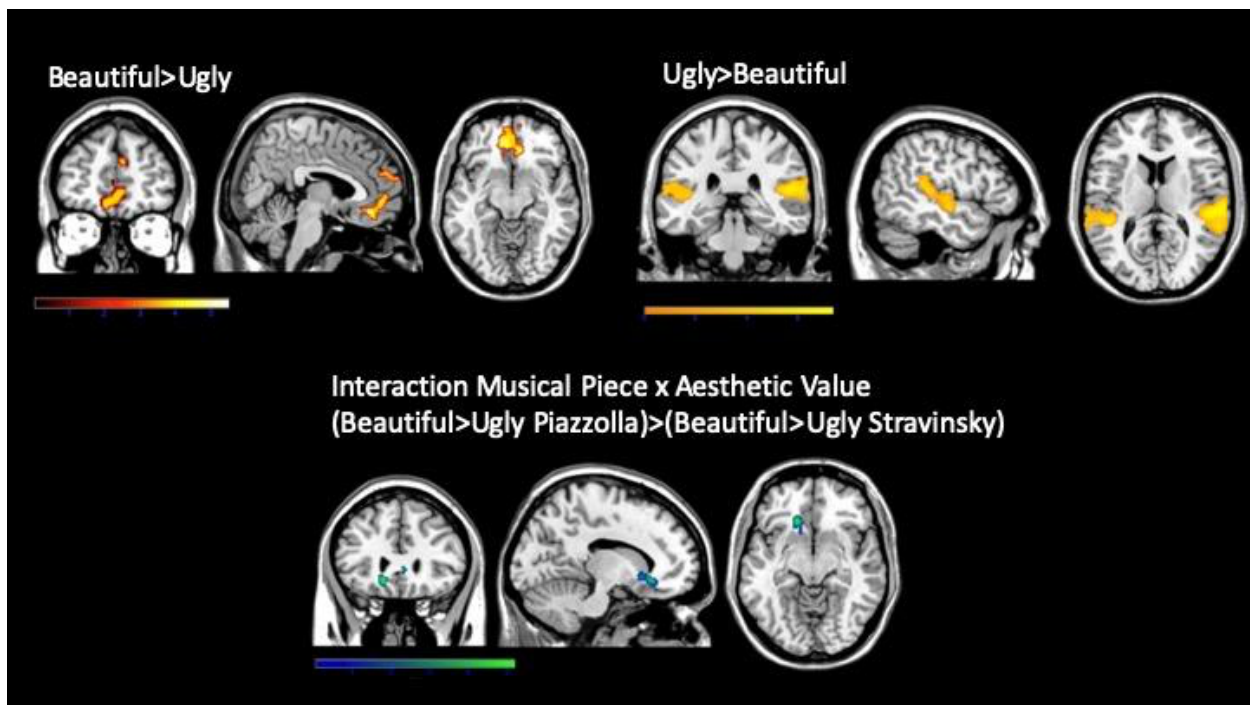 Beautiful>Ugly
Ugly>Beautiful
Interaction Musical Piece x Aesthetic Value
(Beautiful>Ugly Piazzolla)>(Beautiful>Ugly Stravinsky)